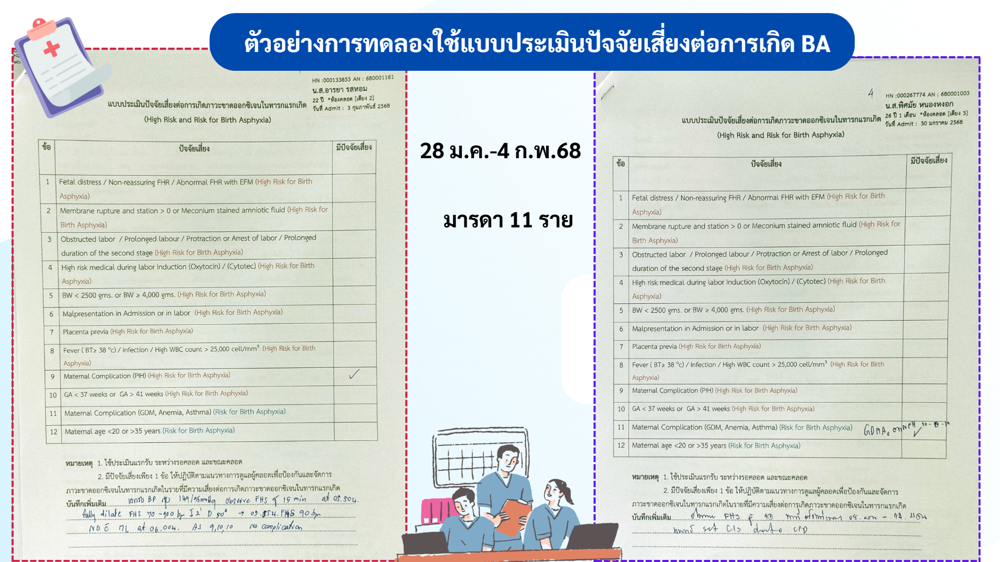 ตัวอย่างการทดลองใช้แบบประเมินปัจจัยเสี่ยงต่อการเกิด BA
HN :000133853 AN : 680001161
น.ส.อารยา รสหอม
22 ปี *ห้องคลอด [เตียง 2]
วันที่ Admit : 3 กุมภาพันธ์ 2568
แบบประเมินปัจจัยเสี่ยงต่อการเกิดภาวะขาดออกซิเจนในทารกแรกเกิด
(High Risk and Risk for Birth Asphyxia)
ข้อ ปัจจัยเสี่ยง มีปัจจัยเสี่ยง
1 Fetal distress / Non-reassuring FHR / Abnormal FHR with EFM (High Risk for Birth
Asphyxia)
2 Membrane rupture and station > 0 or Meconium stained amniotic fluid (High Risk for
Birth Asphyxia)
3 Obstructed labor / Prolonged labour / Protraction or Arrest of labor / Prolonged
duration of the second stage (High Risk for Birth Asphyxia)
4 High risk medical during labor Induction (Oxytocin) / (Cytotec) (High Risk for Birth
Asphyxia)
5 BW < 2500 gms. or BW ≥ 4,000 gms. (High Risk for Birth Asphyxia)
6 Malpresentation in Admission or in labor (High Risk for Birth Asphyxia)
7 Placenta previa (High Risk for Birth Asphyxia)
8 Fever ( BT≥ 38 °c) / Infection / High WBC count > 25,000 cell/mm³ (High Risk for Birth
Asphyxia)
9 Maternal Complication (PIH) (High Risk for Birth Asphyxia) ✓
10 GA < 37 weeks or GA > 41 weeks (High Risk for Birth Asphyxia)
11 Maternal Complication (GDM, Anemia, Asthma) (Risk for Birth Asphyxia)
12 Maternal age <20 or >35 years (Risk for Birth Asphyxia)
หมายเหตุ 1. ใช้ประเมินแรกรับ ระหว่างรอคลอด และขณะคลอด
2. มีปัจจัยเสี่ยงเพียง 1 ข้อ ให้ปฏิบัติตามแนวทางการดูแลผู้คลอดเพื่อป้องกันและจัดการ
ภาวะขาดออกซิเจนในทารกแรกเกิดในรายที่มีความเสี่ยงต่อการเกิดภาวะขาดออกซิเจนในทารกแรกเกิด
บันทึกเพิ่มเติม แรกรับ BP 149/95mmHg observe FHS 15 min at 05.50น.
fully dilate FHS 70-100 bpm FHS 90 bpm
ML at 06.00น. AS 9,10,10 no complication
28 ม.ค.-4 ก.พ.68
มารดา 11 ราย
4
HN :000267774 AN : 680001003
น.ส.พิศมัย หนองหงอก
26 ปี 1 เดือน *ห้องคลอด [เตียง 3]
วันที่ Admit : 30 มกราคม 2568
แบบประเมินปัจจัยเสี่ยงต่อการเกิดภาวะขาดออกซิเจนในทารกแรกเกิด
(High Risk and Risk for Birth Asphyxia)
ข้อ ปัจจัยเสี่ยง มีปัจจัยเสี่ยง
1 Fetal distress / Non-reassuring FHR / Abnormal FHR with EFM (High Risk for Birth
Asphyxia)
2 Membrane rupture and station > 0 or Meconium stained amniotic fluid (High Risk for
Birth Asphyxia)
3 Obstructed labor / Prolonged labour / Protraction or Arrest of labor / Prolonged
duration of the second stage (High Risk for Birth Asphyxia)
4 High risk medical during labor Induction (Oxytocin) / (Cytotec) (High Risk for Birth
Asphyxia)
5 BW < 2500 gms. or BW ≥ 4,000 gms. (High Risk for Birth Asphyxia)
6 Malpresentation in Admission or in labor (High Risk for Birth Asphyxia)
7 Placenta previa (High Risk for Birth Asphyxia)
8 Fever ( BT≥ 38 °c) / Infection / High WBC count > 25,000 cell/mm³ (High Risk for Birth
Asphyxia)
9 Maternal Complication (PIH) (High Risk for Birth Asphyxia)
10 GA < 37 weeks or GA > 41 weeks (High Risk for Birth Asphyxia)
11 Maternal Complication (GDM, Anemia, Asthma) (Risk for Birth Asphyxia) GDMA₂ on NPH 10-0-10 ✓
12 Maternal age <20 or >35 years (Risk for Birth Asphyxia)
หมายเหตุ 1. ใช้ประเมินแรกรับ ระหว่างรอคลอด และขณะคลอด
2. มีปัจจัยเสี่ยงเพียง 1 ข้อ ให้ปฏิบัติตามแนวทางการดูแลผู้คลอดเพื่อป้องกันและจัดการ
ภาวะขาดออกซิเจนในทารกแรกเกิดในรายที่มีความเสี่ยงต่อการเกิดภาวะขาดออกซิเจนในทารกแรกเกิด
บันทึกเพิ่มเติม FHS
แพทย์ set C/S CPD